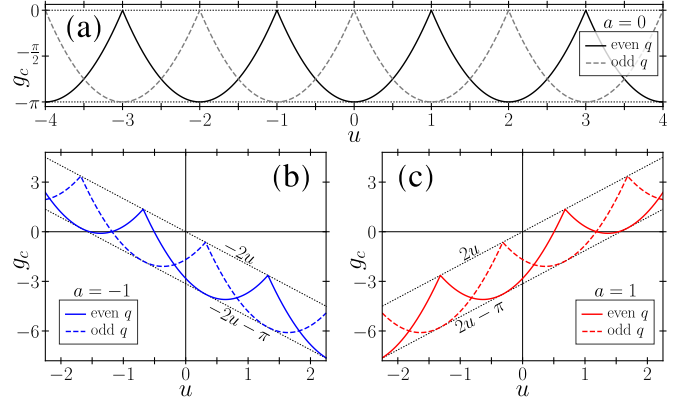 (a)
a = 0
even q
odd q
g_c
0
−π/2
−π
−4 −3 −2 −1 0 1 2 3 4
u
(b)
−2u
−2u − π
a = −1
even q
odd q
g_c
3
0
−3
−6
−2 −1 0 1 2
u
(c)
2u
2u − π
a = 1
even q
odd q
g_c
3
0
−3
−6
−2 −1 0 1 2
u